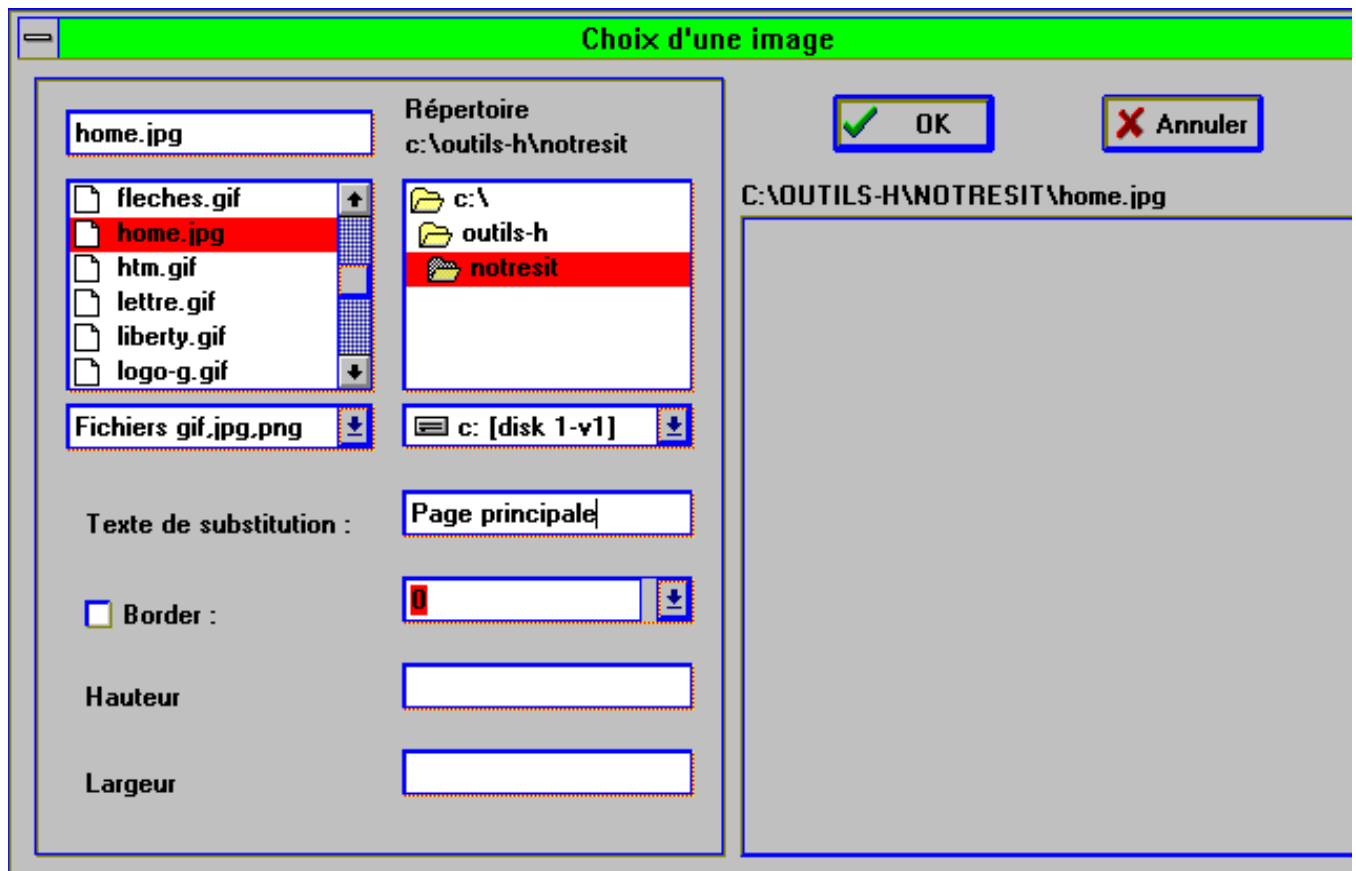 Choix d'une image
home.jpg
Répertoire
c:\outils-h\notresit
OK
Annuler
fleches.gif
home.jpg
htm.gif
lettre.gif
liberty.gif
logo-g.gif
c:\
outils-h
notresit
C:\OUTILS-H\NOTRESIT\home.jpg
Fichiers gif,jpg,png
c: [disk 1-v1]
Texte de substitution :
Page principale
Border :
0
Hauteur
Largeur